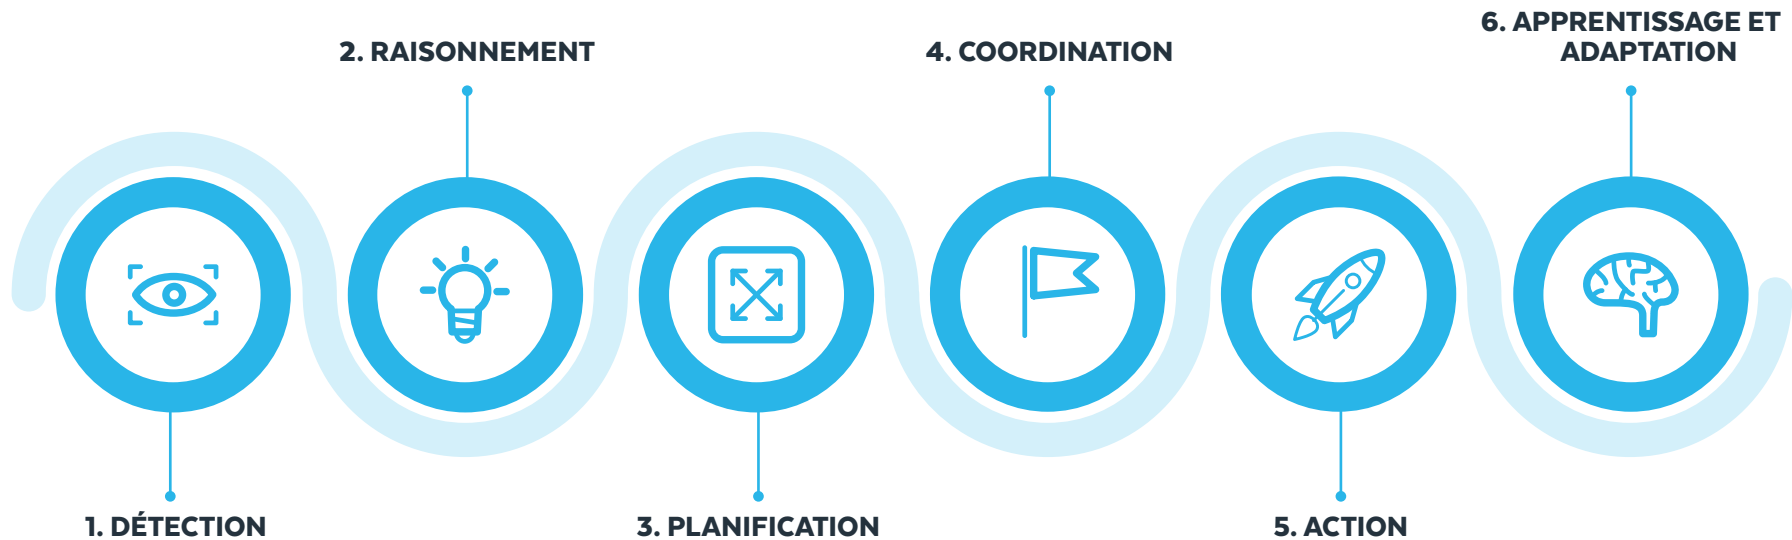 1. DÉTECTION
2. RAISONNEMENT
3. PLANIFICATION
4. COORDINATION
5. ACTION
6. APPRENTISSAGE ET
ADAPTATION